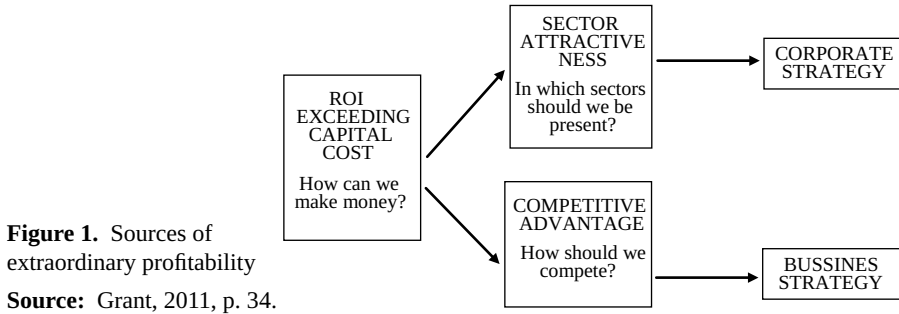 SECTOR
ATTRACTIVE
NESS
In which sectors
should we be
present?
CORPORATE
STRATEGY
ROI
EXCEEDING
CAPITAL
COST
How can we
make money?
COMPETITIVE
ADVANTAGE
How should we
compete?
BUSSINES
STRATEGY
Figure 1. Sources of
extraordinary profitability
Source: Grant, 2011, p. 34.